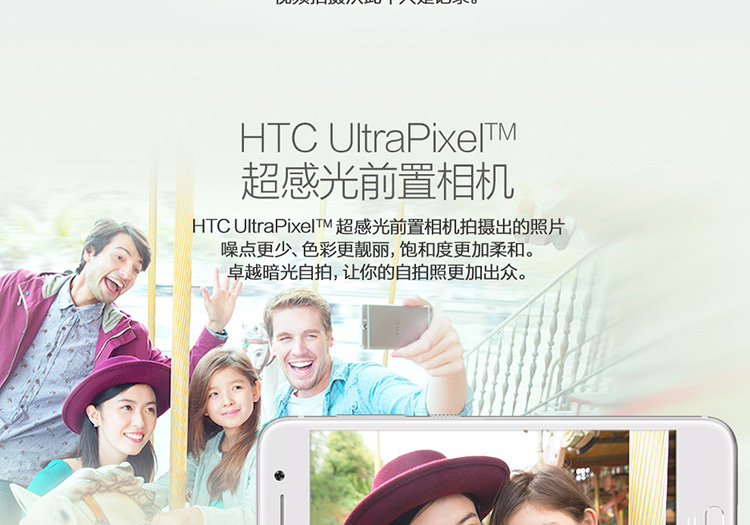 HTC UltraPixel™
超感光前置相机
HTC UltraPixel™ 超感光前置相机拍摄出的照片
噪点更少、色彩更靓丽，饱和度更加柔和。
卓越暗光自拍，让你的自拍照更加出众。